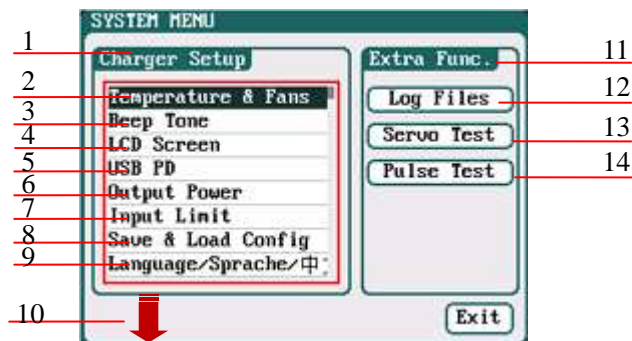 SYSTEM MENU
1
Charger Setup
2
Temperature & Fans
3
Beep Tone
4
LCD Screen
5
USB PD
6
Output Power
7
Input Limit
8
Save & Load Config
9
Language/Sprache/中
10
Extra Func.
11
Log Files
12
Servo Test
13
Pulse Test
14
Exit